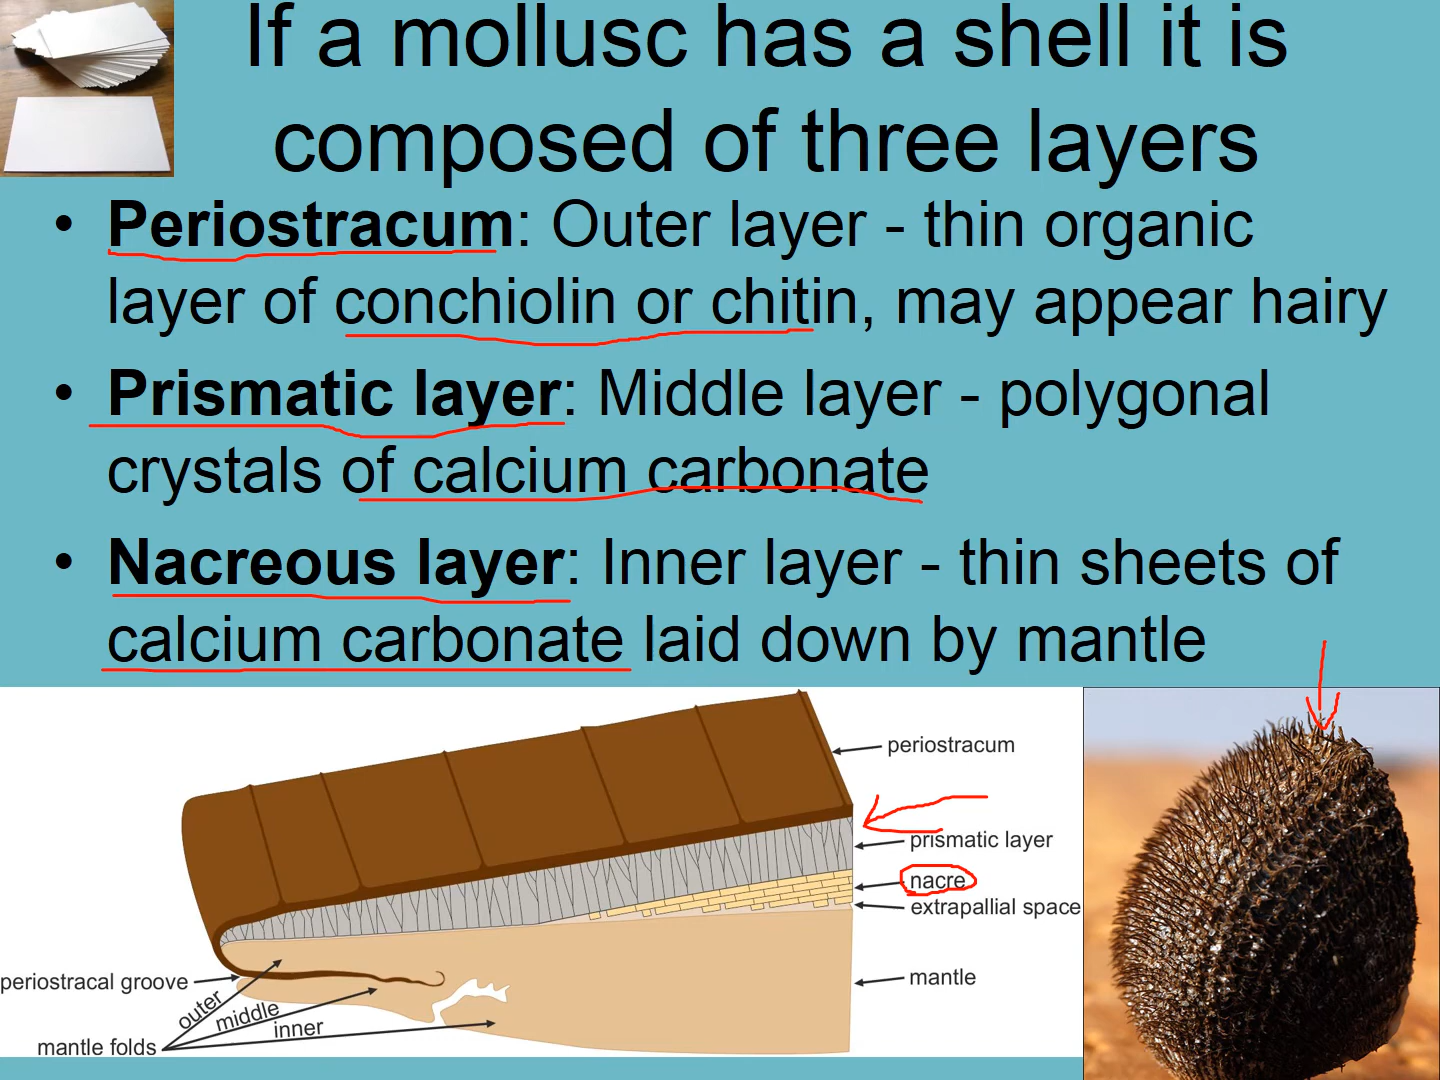 If a mollusc has a shell it is
composed of three layers
• Periostracum: Outer layer - thin organic
layer of conchiolin or chitin, may appear hairy
• Prismatic layer: Middle layer - polygonal
crystals of calcium carbonate
• Nacreous layer: Inner layer - thin sheets of
calcium carbonate laid down by mantle
periostracum
prismatic layer
nacre
extrapallial space
mantle
periostracal groove
outer
middle
inner
mantle folds